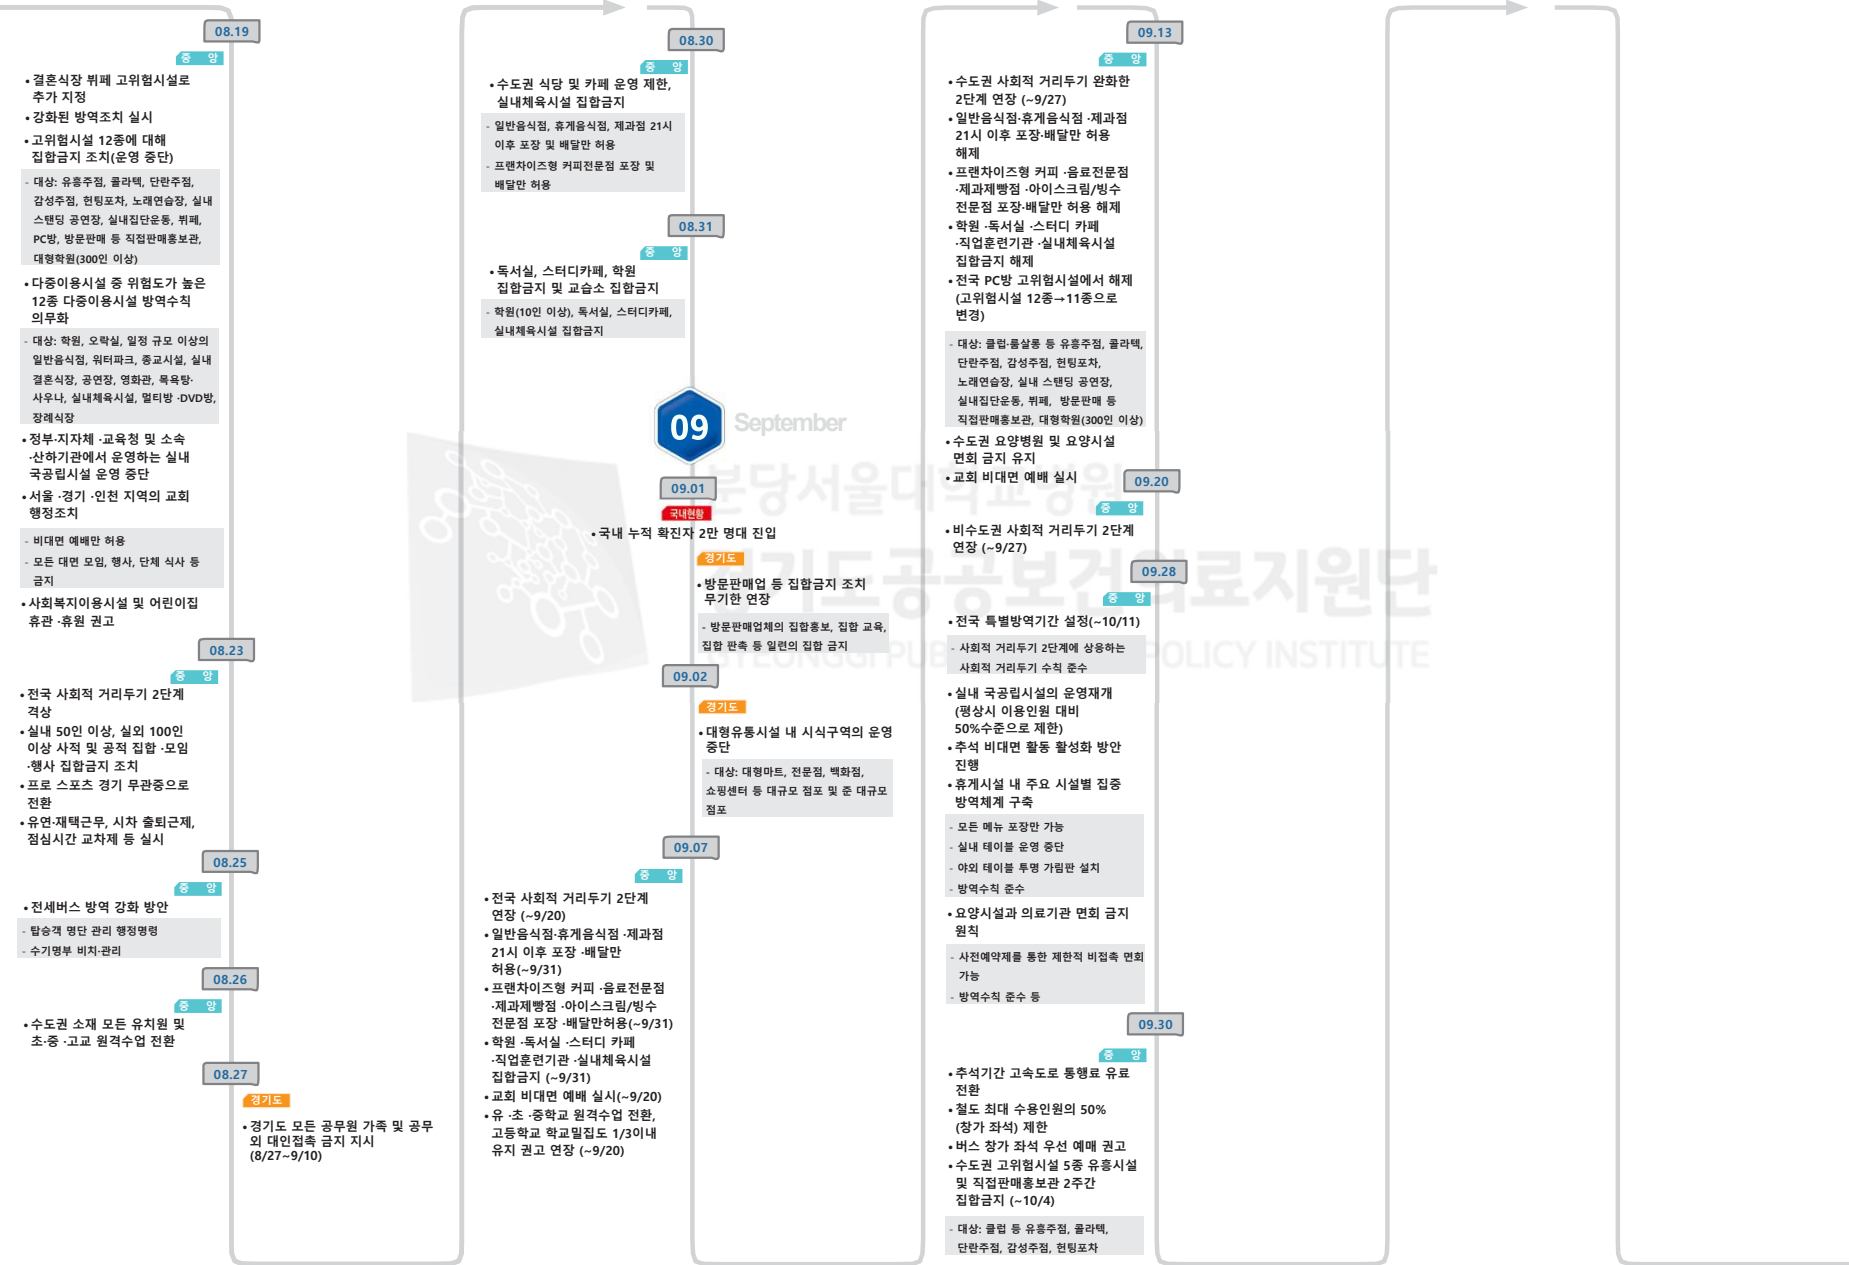 08.19
중 앙
• 결혼식장 뷔페 고위험시설로
추가 지정
• 강화된 방역조치 실시
• 고위험시설 12종에 대해
집합금지 조치(운영 중단)
- 대상: 유흥주점, 콜라텍, 단란주점,
감성주점, 헌팅포차, 노래연습장, 실내
스탠딩 공연장, 실내집단운동, 뷔페,
PC방, 방문판매 등 직접판매홍보관,
대형학원(300인 이상)
• 다중이용시설 중 위험도가 높은
12종 다중이용시설 방역수칙
의무화
- 대상: 학원, 오락실, 일정 규모 이상의
일반음식점, 워터파크, 종교시설, 실내
결혼식장, 공연장, 영화관, 목욕탕·
사우나, 실내체육시설, 멀티방 ·DVD방,
장례식장
• 정부·지자체 ·교육청 및 소속
·산하기관에서 운영하는 실내
국공립시설 운영 중단
• 서울 ·경기 ·인천 지역의 교회
행정조치
- 비대면 예배만 허용
- 모든 대면 모임, 행사, 단체 식사 등
금지
• 사회복지이용시설 및 어린이집
휴관 ·휴원 권고
08.23
중 앙
• 전국 사회적 거리두기 2단계
격상
• 실내 50인 이상, 실외 100인
이상 사적 및 공적 집합 ·모임
·행사 집합금지 조치
• 프로 스포츠 경기 무관중으로
전환
• 유연·재택근무, 시차 출퇴근제,
점심시간 교차제 등 실시
08.25
중 앙
• 전세버스 방역 강화 방안
- 탑승객 명단 관리 행정명령
- 수기명부 비치·관리
08.26
중 앙
• 수도권 소재 모든 유치원 및
초·중 ·고교 원격수업 전환
08.27
경기도
• 경기도 모든 공무원 가족 및 공무
외 대인접촉 금지 지시
(8/27~9/10)
08.30
중 앙
• 수도권 식당 및 카페 운영 제한,
실내체육시설 집합금지
- 일반음식점, 휴게음식점, 제과점 21시
이후 포장 및 배달만 허용
- 프랜차이즈형 커피전문점 포장 및
배달만 허용
08.31
중 앙
• 독서실, 스터디카페, 학원
집합금지 및 교습소 집합금지
- 학원(10인 이상), 독서실, 스터디카페,
실내체육시설 집합금지
09 September
09.01
국내현황
• 국내 누적 확진자 2만 명대 진입
경기도
• 방문판매업 등 집합금지 조치
무기한 연장
- 방문판매업체의 집합홍보, 집합 교육,
집합 판촉 등 일련의 집합 금지
09.02
경기도
• 대형유통시설 내 시식구역의 운영
중단
- 대상: 대형마트, 전문점, 백화점,
쇼핑센터 등 대규모 점포 및 준 대규모
점포
09.07
중 앙
• 전국 사회적 거리두기 2단계
연장 (~9/20)
• 일반음식점·휴게음식점 ·제과점
21시 이후 포장 ·배달만
허용(~9/31)
• 프랜차이즈형 커피 ·음료전문점
·제과제빵점 ·아이스크림/빙수
전문점 포장 ·배달만허용(~9/31)
• 학원 ·독서실 ·스터디 카페
·직업훈련기관 ·실내체육시설
집합금지 (~9/31)
• 교회 비대면 예배 실시(~9/20)
• 유 ·초 ·중학교 원격수업 전환,
고등학교 학교밀집도 1/3이내
유지 권고 연장 (~9/20)
09.13
중 앙
• 수도권 사회적 거리두기 완화한
2단계 연장 (~9/27)
• 일반음식점·휴게음식점 ·제과점
21시 이후 포장·배달만 허용
해제
• 프랜차이즈형 커피 ·음료전문점
·제과제빵점 ·아이스크림/빙수
전문점 포장·배달만 허용 해제
• 학원 ·독서실 ·스터디 카페
·직업훈련기관 ·실내체육시설
집합금지 해제
• 전국 PC방 고위험시설에서 해제
(고위험시설 12종→11종으로
변경)
- 대상: 클럽·룸살롱 등 유흥주점, 콜라텍,
단란주점, 감성주점, 헌팅포차,
노래연습장, 실내 스탠딩 공연장,
실내집단운동, 뷔페, 방문판매 등
직접판매홍보관, 대형학원(300인 이상)
• 수도권 요양병원 및 요양시설
면회 금지 유지
• 교회 비대면 예배 실시
09.20
중 앙
• 비수도권 사회적 거리두기 2단계
연장 (~9/27)
09.28
중 앙
• 전국 특별방역기간 설정(~10/11)
- 사회적 거리두기 2단계에 상응하는
사회적 거리두기 수칙 준수
• 실내 국공립시설의 운영재개
(평상시 이용인원 대비
50%수준으로 제한)
• 추석 비대면 활동 활성화 방안
진행
• 휴게시설 내 주요 시설별 집중
방역체계 구축
- 모든 메뉴 포장만 가능
- 실내 테이블 운영 중단
- 야외 테이블 투명 가림판 설치
- 방역수칙 준수
• 요양시설과 의료기관 면회 금지
원칙
- 사전예약제를 통한 제한적 비접촉 면회
가능
- 방역수칙 준수 등
09.30
중 앙
• 추석기간 고속도로 통행료 유료
전환
• 철도 최대 수용인원의 50%
(창가 좌석) 제한
• 버스 창가 좌석 우선 예매 권고
• 수도권 고위험시설 5종 유흥시설
및 직접판매홍보관 2주간
집합금지 (~10/4)
- 대상: 클럽 등 유흥주점, 콜라텍,
단란주점, 감성주점, 헌팅포차
분당서울대학교병원
경기도공공보건의료지원단
POLICY INSTITUTE